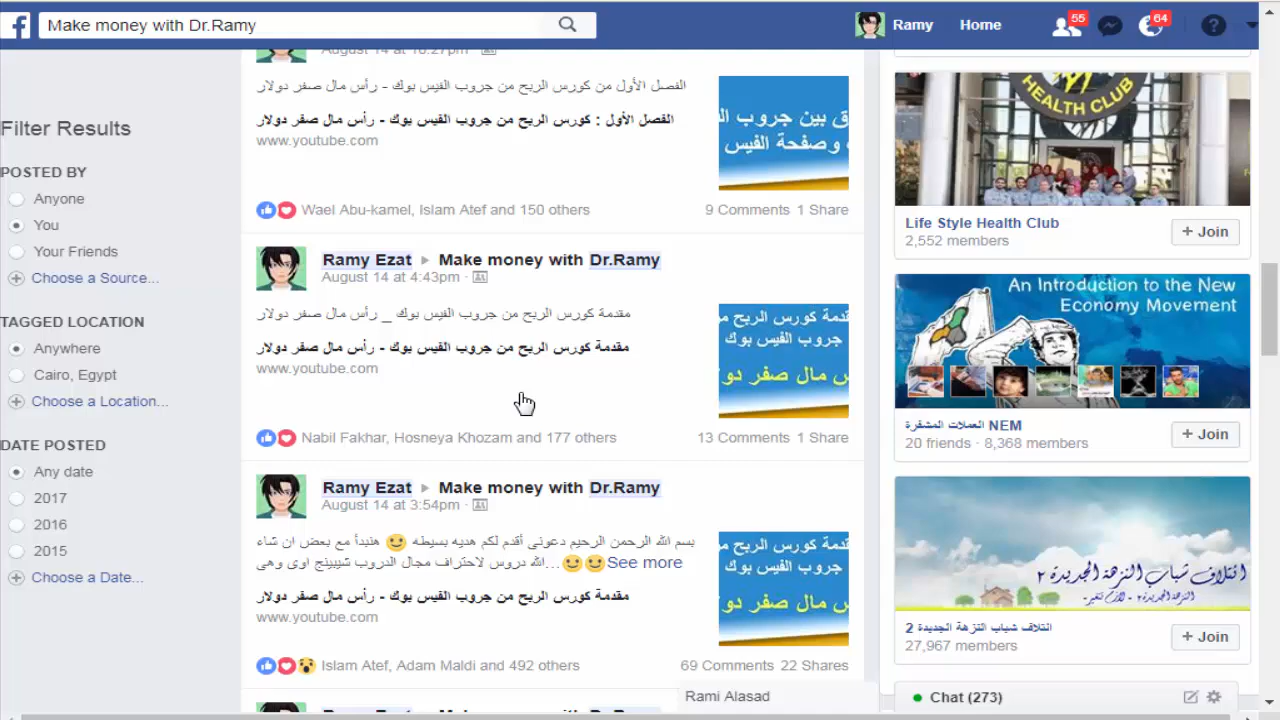 Make money with Dr.Ramy
Ramy
Home
55
64
?
Filter Results
POSTED BY
Anyone
You
Your Friends
Choose a Source...
TAGGED LOCATION
Anywhere
Cairo, Egypt
Choose a Location...
DATE POSTED
Any date
2017
2016
2015
Choose a Date...
الفصل الأول من كورس الربح من جروب الفيس بوك - رأس مال صفر دولار
الفصل الأول : كورس الربح من جروب الفيس بوك - رأس مال صفر دولار
www.youtube.com
ق بين جروب ال
وصفحة الفيس
Wael Abu-kamel, Islam Atef and 150 others
9 Comments 1 Share
Ramy Ezat ▸ Make money with Dr.Ramy
August 14 at 4:43pm ·
مقدمة كورس الربح من جروب الفيس بوك _ رأس مال صفر دولار
مقدمة كورس الربح من جروب الفيس بوك - رأس مال صفر دولار
www.youtube.com
قدمة كورس الربح م
جروب الفيس بوك
س مال صفر دو
Nabil Fakhar, Hosneya Khozam and 177 others
13 Comments 1 Share
Ramy Ezat ▸ Make money with Dr.Ramy
August 14 at 3:54pm ·
بسم الله الرحمن الرحيم دعونى أقدم لكم هديه بسيطه 🙂 هنبدأ مع بعض ان شاء
الله دروس لاحتراف مجال الدروب شيبينج اوى وهى...🙂🙂See more
مقدمة كورس الربح من جروب الفيس بوك - رأس مال صفر دولار
www.youtube.com
قدمة كورس الربح م
جروب الفيس بوك
س مال صفر دو
Islam Atef, Adam Maldi and 492 others
69 Comments 22 Shares
HEALTH CLUB
Life Style Health Club
2,552 members
+ Join
An Introduction to the New
Economy Movement
العملات المشفرة NEM
20 friends · 8,368 members
+ Join
ائتلاف شباب النزهة الجديدة ٢
ائتلاف شباب النزهة الجديدة 2
27,967 members
+ Join
Rami Alasad
Chat (273)